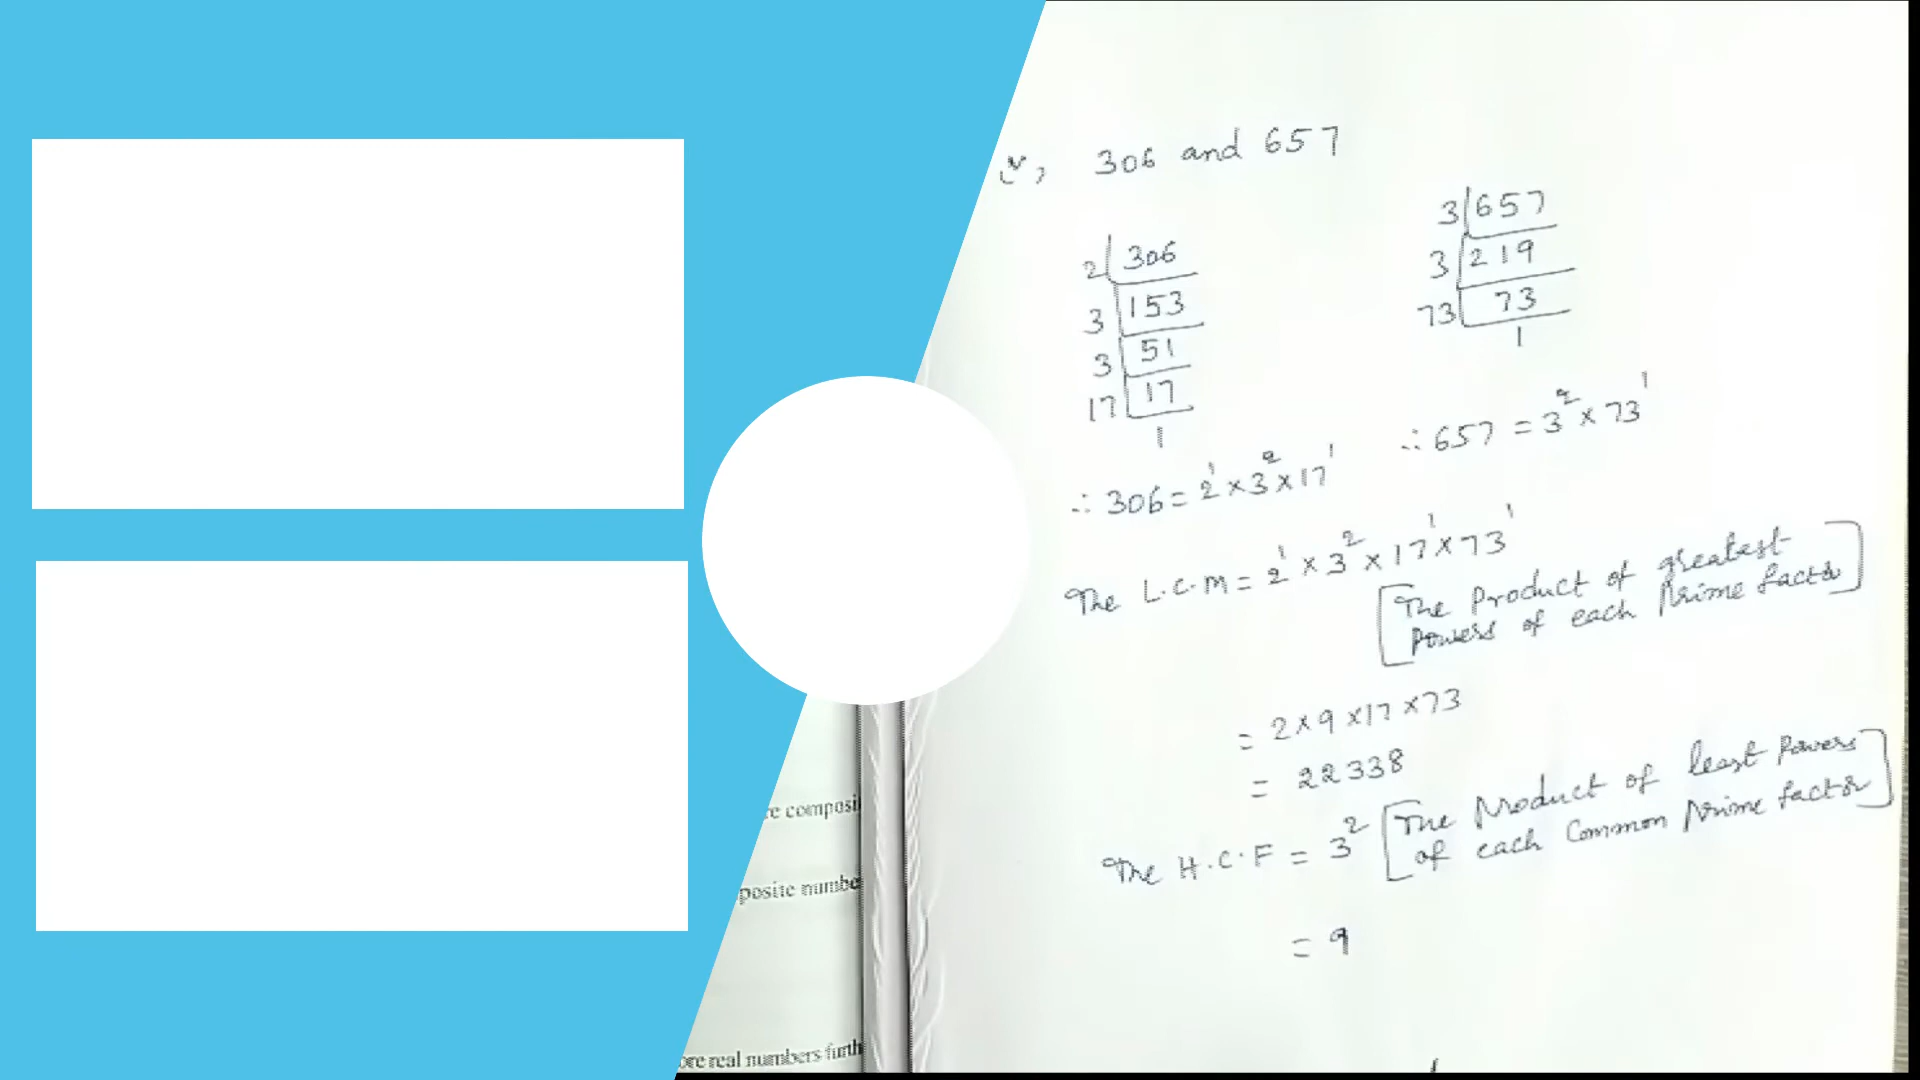 (v) 306 and 657
2 | 306
3 | 153
3 | 51
17 | 17
1
3 | 657
3 | 219
73 | 73
1
∴ 306 = 2¹ × 3² × 17¹
∴ 657 = 3² × 73¹
The L.C.M = 2¹ × 3² × 17¹ × 73¹
[The Product of greatest
Powers of each Prime factor]
= 2 × 9 × 17 × 73
= 22338
The H.C.F = 3² [The Product of least Powers
of each Common Prime factor]
= 9
re composi
posite numbe
ore real numbers furth